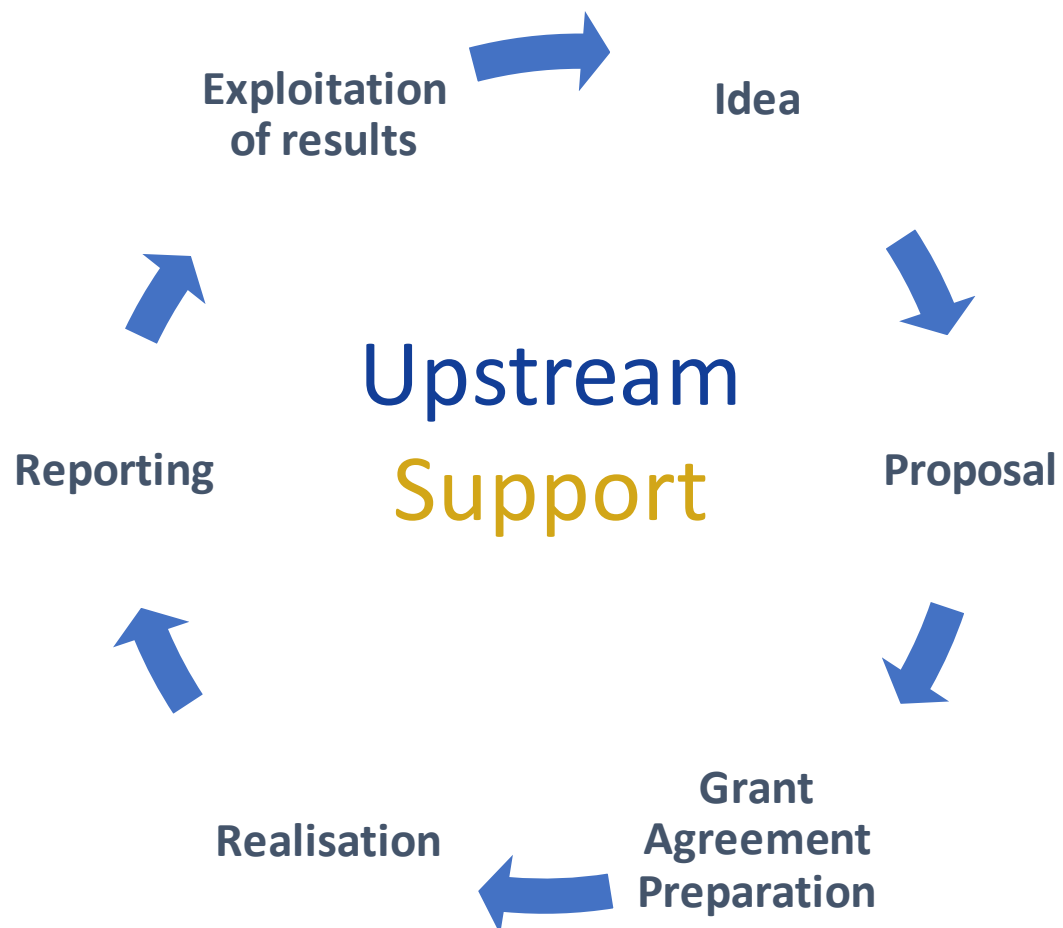 Exploitation
of results
Idea
Upstream
Support
Reporting
Proposal
Realisation
Grant
Agreement
Preparation